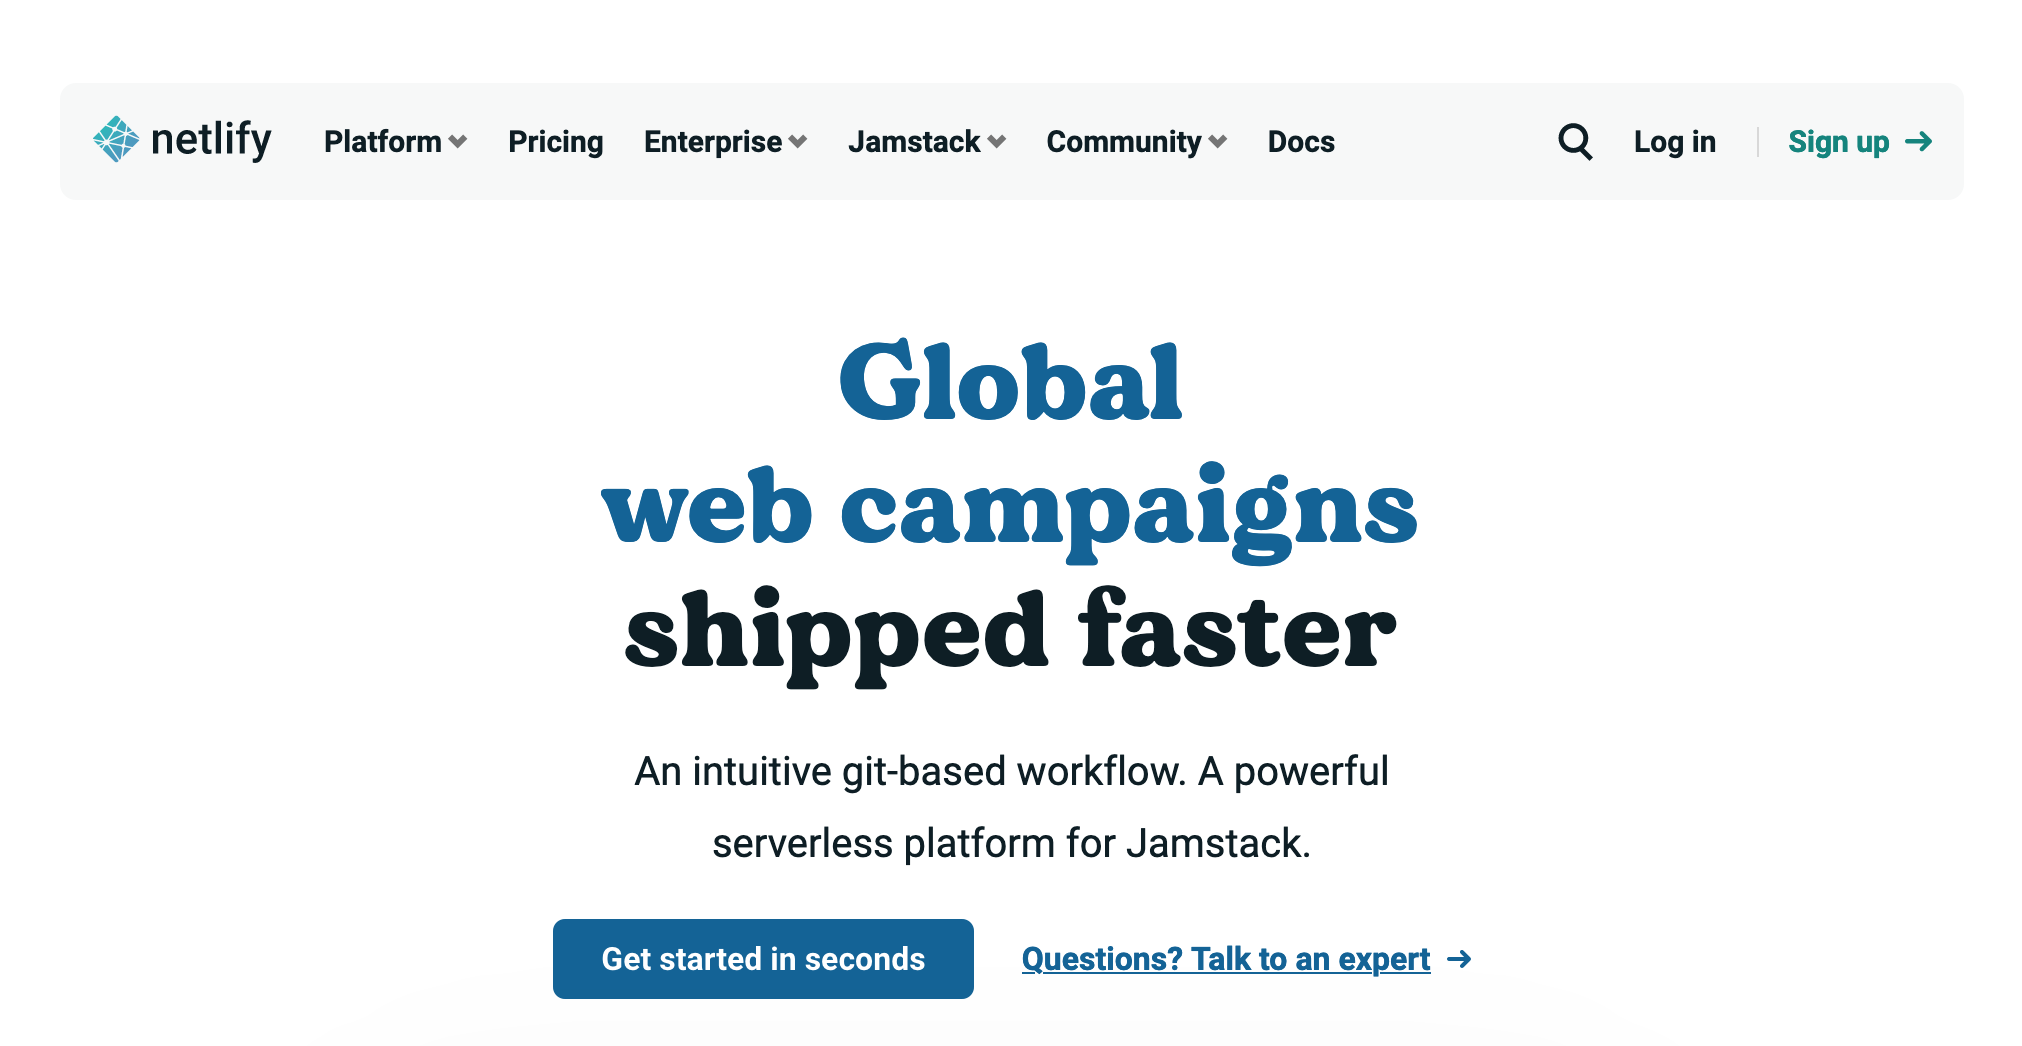 netlify Platform Pricing Enterprise Jamstack Community Docs Log in Sign up
Global
web campaigns
shipped faster
An intuitive git-based workflow. A powerful
serverless platform for Jamstack.
Get started in seconds Questions? Talk to an expert